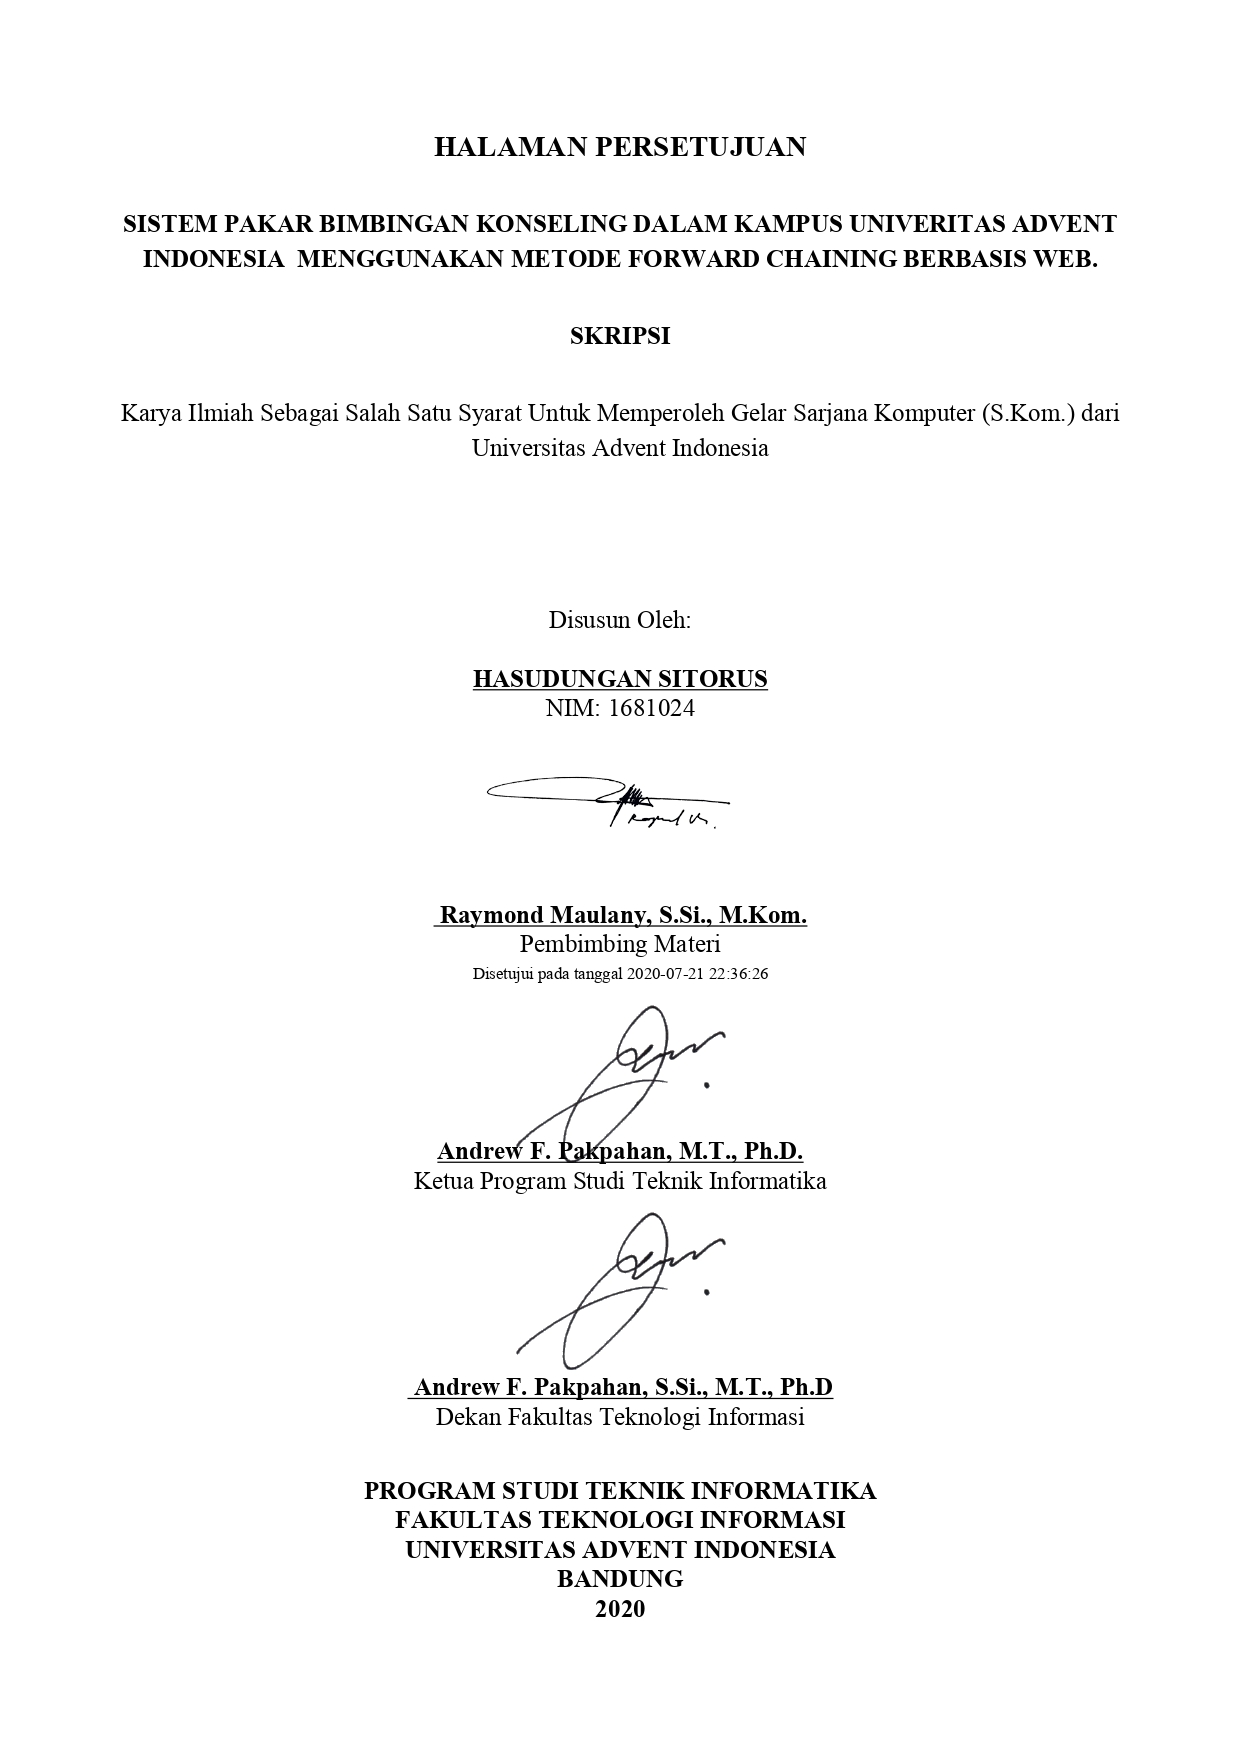 HALAMAN PERSETUJUAN
SISTEM PAKAR BIMBINGAN KONSELING DALAM KAMPUS UNIVERITAS ADVENT
INDONESIA  MENGGUNAKAN METODE FORWARD CHAINING BERBASIS WEB.
SKRIPSI
Karya Ilmiah Sebagai Salah Satu Syarat Untuk Memperoleh Gelar Sarjana Komputer (S.Kom.) dari
Universitas Advent Indonesia
Disusun Oleh:
HASUDUNGAN SITORUS
NIM: 1681024
Raymond Maulany, S.Si., M.Kom.
Pembimbing Materi
Disetujui pada tanggal 2020-07-21 22:36:26
Andrew F. Pakpahan, M.T., Ph.D.
Ketua Program Studi Teknik Informatika
Andrew F. Pakpahan, S.Si., M.T., Ph.D
Dekan Fakultas Teknologi Informasi
PROGRAM STUDI TEKNIK INFORMATIKA
FAKULTAS TEKNOLOGI INFORMASI
UNIVERSITAS ADVENT INDONESIA
BANDUNG
2020